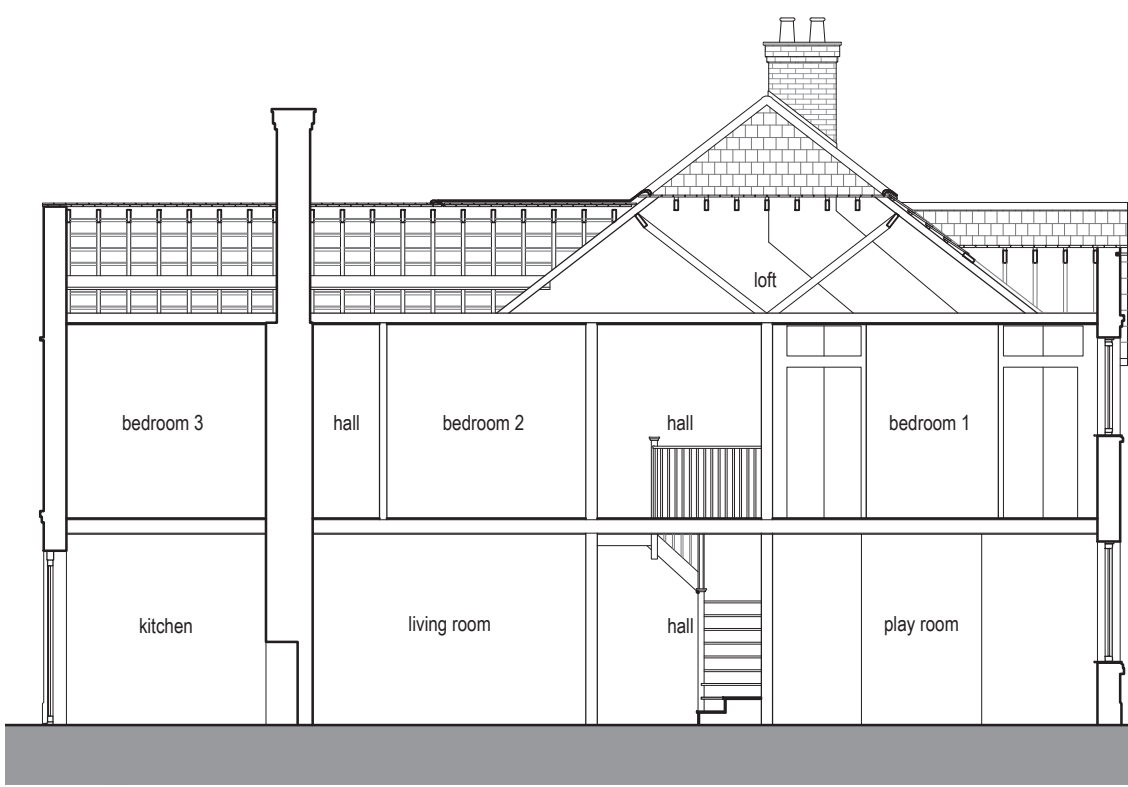 loft
bedroom 3
hall
bedroom 2
hall
bedroom 1
kitchen
living room
hall
play room